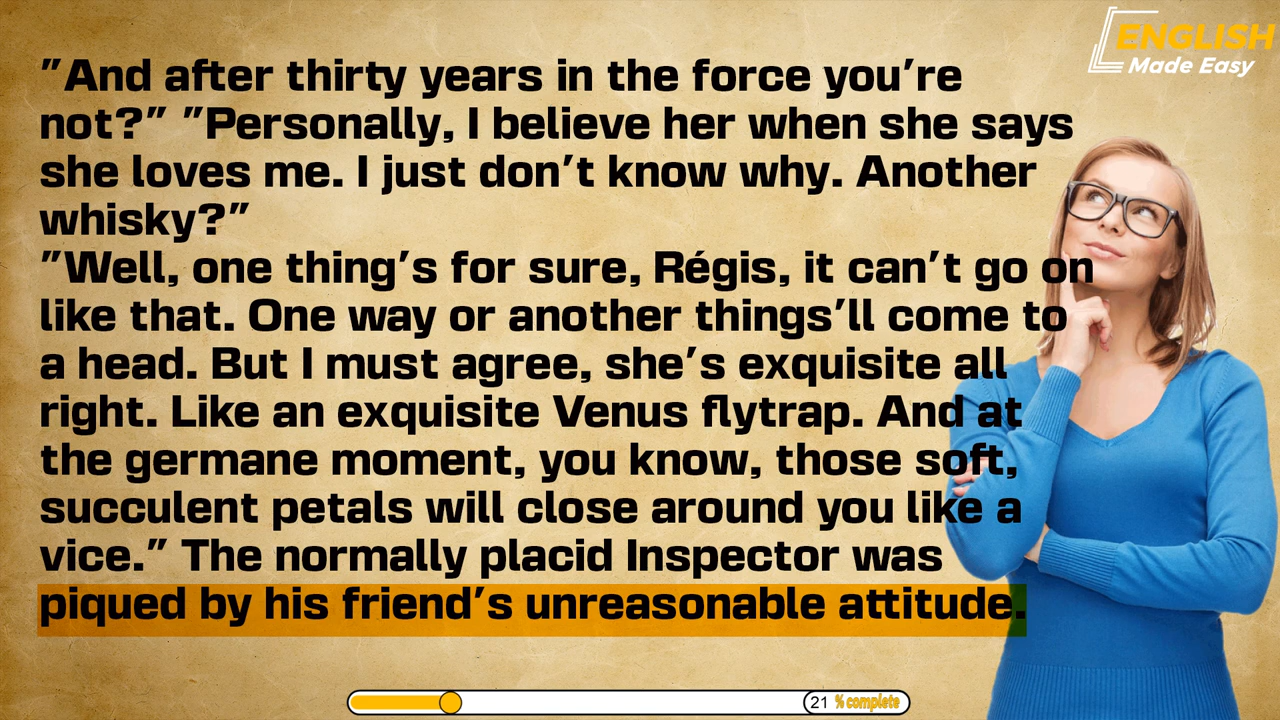 ENGLISH
Made Easy
"And after thirty years in the force you're
not?" "Personally, I believe her when she says
she loves me. I just don't know why. Another
whisky?"
"Well, one thing's for sure, Régis, it can't go on
like that. One way or another things'll come to
a head. But I must agree, she's exquisite all
right. Like an exquisite Venus flytrap. And at
the germane moment, you know, those soft,
succulent petals will close around you like a
vice." The normally placid Inspector was
piqued by his friend's unreasonable attitude.
21 % complete